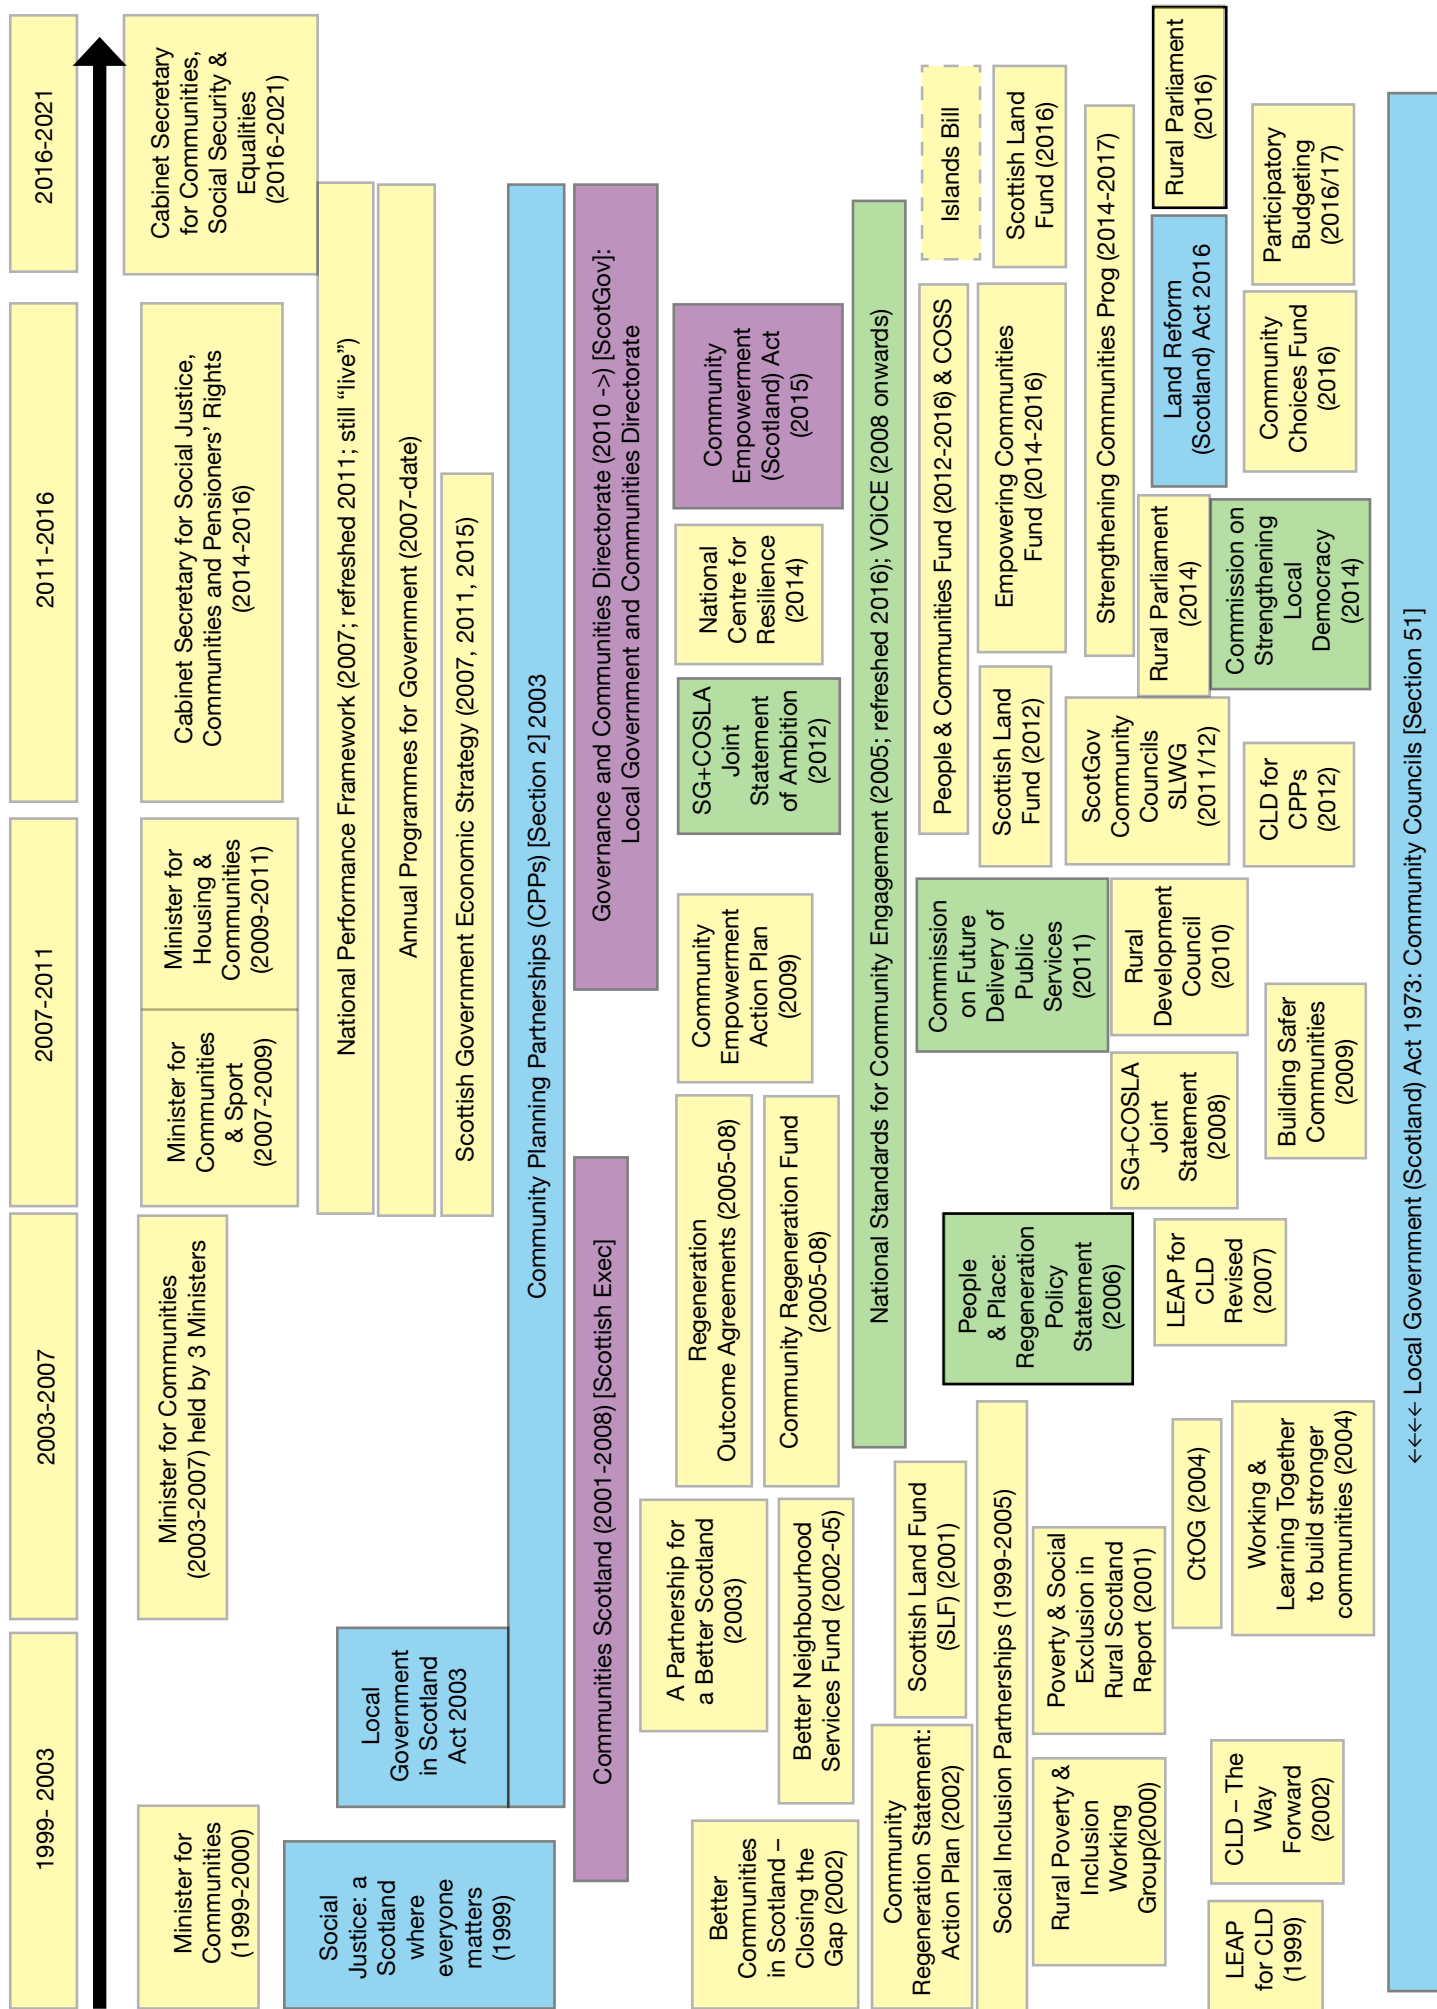 1999- 2003
2003-2007
2007-2011
2011-2016
2016-2021
Minister for
Communities
(1999-2000)
Minister for Communities
(2003-2007) held by 3 Ministers
Minister for
Communities
& Sport
(2007-2009)
Minister for
Housing &
Communities
(2009-2011)
Cabinet Secretary for Social Justice,
Communities and Pensioners’ Rights
(2014-2016)
Cabinet Secretary
for Communities,
Social Security &
Equalities
(2016-2021)
Social
Justice: a
Scotland
where
everyone
matters
(1999)
Local
Government
in Scotland
Act 2003
National Performance Framework (2007; refreshed 2011; still “live”)
Annual Programmes for Government (2007-date)
Scottish Government Economic Strategy (2007, 2011, 2015)
Community Planning Partnerships (CPPs) [Section 2] 2003
Communities Scotland (2001-2008) [Scottish Exec]
Governance and Communities Directorate (2010 ->) [ScotGov]:
Local Government and Communities Directorate
Better
Communities
in Scotland –
Closing the
Gap (2002)
A Partnership for
a Better Scotland
(2003)
Better Neighbourhood
Services Fund (2002-05)
Regeneration
Outcome Agreements (2005-08)
Community Regeneration Fund
(2005-08)
Community
Empowerment
Action Plan
(2009)
SG+COSLA
Joint
Statement
of Ambition
(2012)
National
Centre for
Resilience
(2014)
Community
Empowerment
(Scotland) Act
(2015)
National Standards for Community Engagement (2005; refreshed 2016); VOiCE (2008 onwards)
Community
Regeneration Statement:
Action Plan (2002)
Scottish Land Fund
(SLF) (2001)
Social Inclusion Partnerships (1999-2005)
People
& Place:
Regeneration
Policy
Statement
(2006)
Commission
on Future
Delivery of
Public
Services
(2011)
People & Communities Fund (2012-2016) & COSS
Islands Bill
Scottish Land
Fund (2012)
Empowering Communities
Fund (2014-2016)
Scottish Land
Fund (2016)
Rural Poverty &
Inclusion
Working
Group(2000)
Poverty & Social
Exclusion in
Rural Scotland
Report (2001)
SG+COSLA
Joint
Statement
(2008)
Rural
Development
Council
(2010)
ScotGov
Community
Councils
SLWG
(2011/12)
Strengthening Communities Prog (2014-2017)
Rural Parliament
(2014)
Land Reform
(Scotland) Act 2016
Rural Parliament
(2016)
LEAP
for CLD
(1999)
CLD – The
Way
Forward
(2002)
CtOG (2004)
Working &
Learning Together
to build stronger
communities (2004)
LEAP for
CLD
Revised
(2007)
Building Safer
Communities
(2009)
CLD for
CPPs
(2012)
Commission on
Strengthening
Local
Democracy
(2014)
Community
Choices Fund
(2016)
Participatory
Budgeting
(2016/17)
←←←← Local Government (Scotland) Act 1973: Community Councils [Section 51]